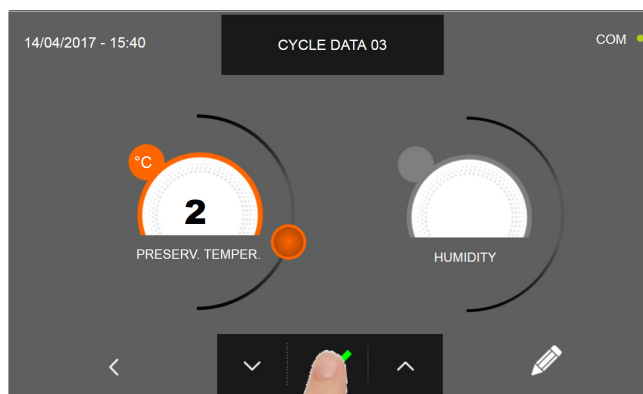 14/04/2017 - 15:40
CYCLE DATA 03
COM
°C
2
PRESERV. TEMPER.
HUMIDITY